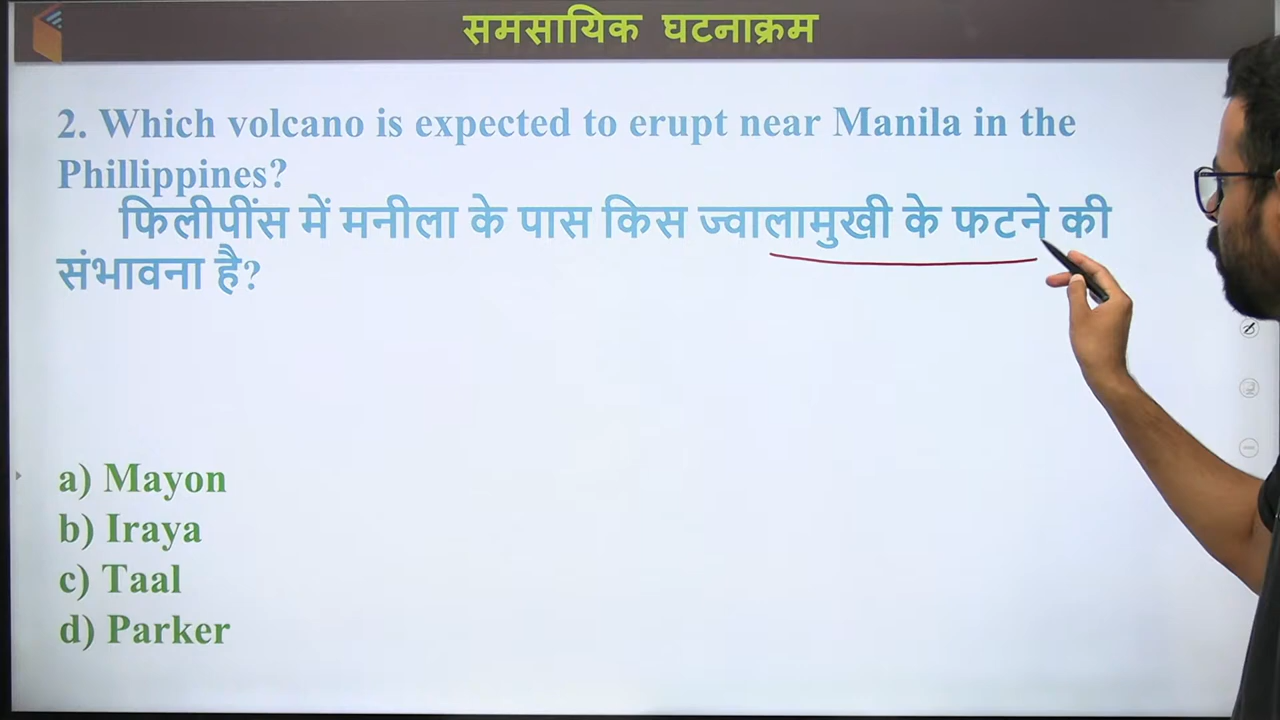 समसायिक घटनाक्रम
2. Which volcano is expected to erupt near Manila in the
Phillippines?
फिलीपींस में मनीला के पास किस ज्वालामुखी के फटने की
संभावना है?
a) Mayon
b) Iraya
c) Taal
d) Parker